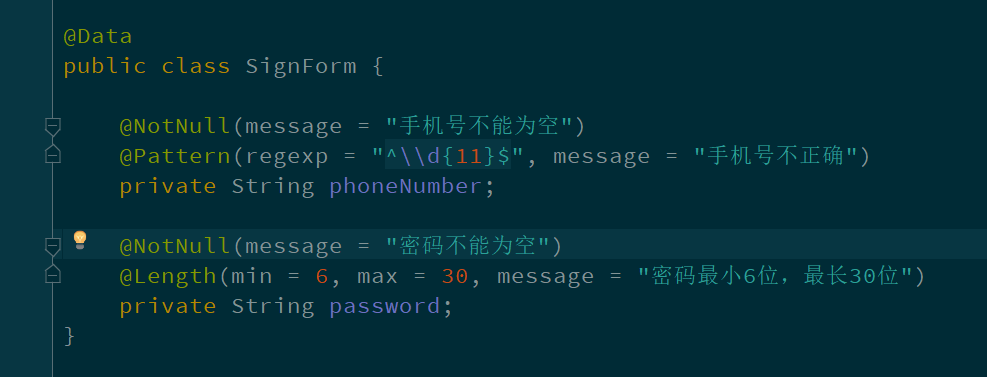 @Data
public class SignForm {
@NotNull(message = "手机号不能为空")
@Pattern(regexp = "^\\d{11}$", message = "手机号不正确")
private String phoneNumber;
@NotNull(message = "密码不能为空")
@Length(min = 6, max = 30, message = "密码最小6位，最长30位")
private String password;
}